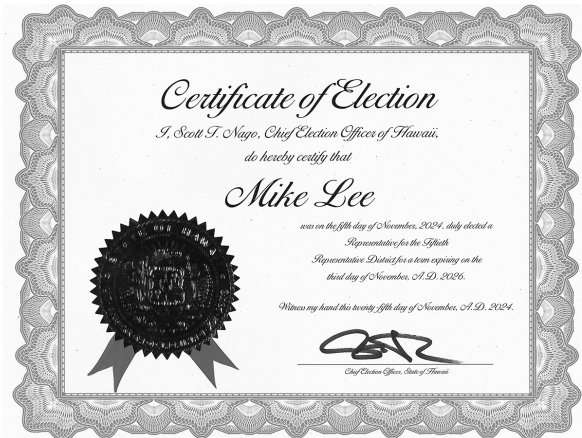 Certificate of Election
I, Scott T. Nago, Chief Election Officer of Hawaii,
do hereby certify that
Mike Lee
was on the fifth day of November, 2024, duly elected a
Representative for the Fiftieth
Representative District for a term expiring on the
third day of November, A.D. 2026.
Witness my hand this twenty-fifth day of November, A.D. 2024.
Chief Election Officer, State of Hawaii